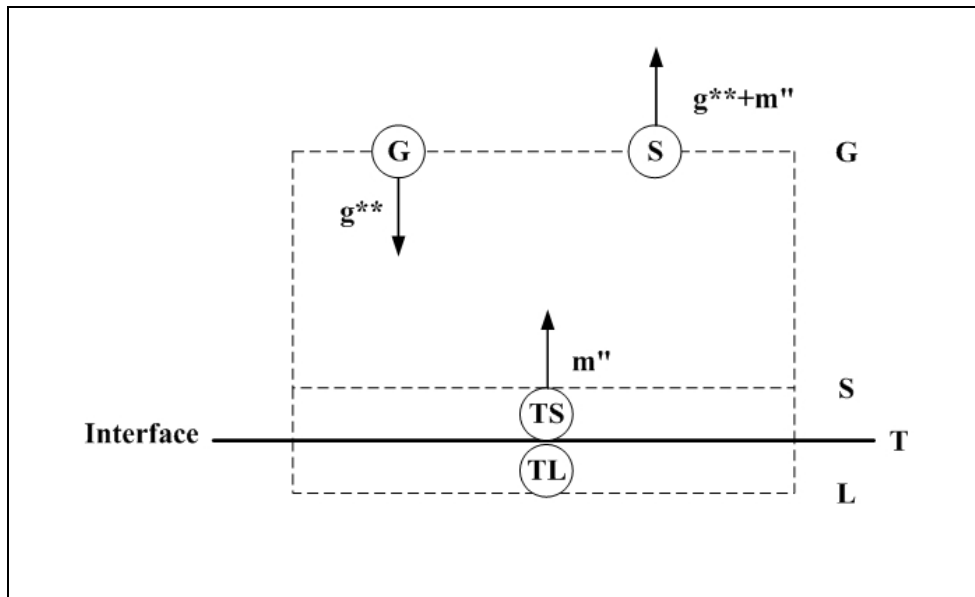 g**+m"
G S G
g**
m"
S
TS
Interface T
TL
L